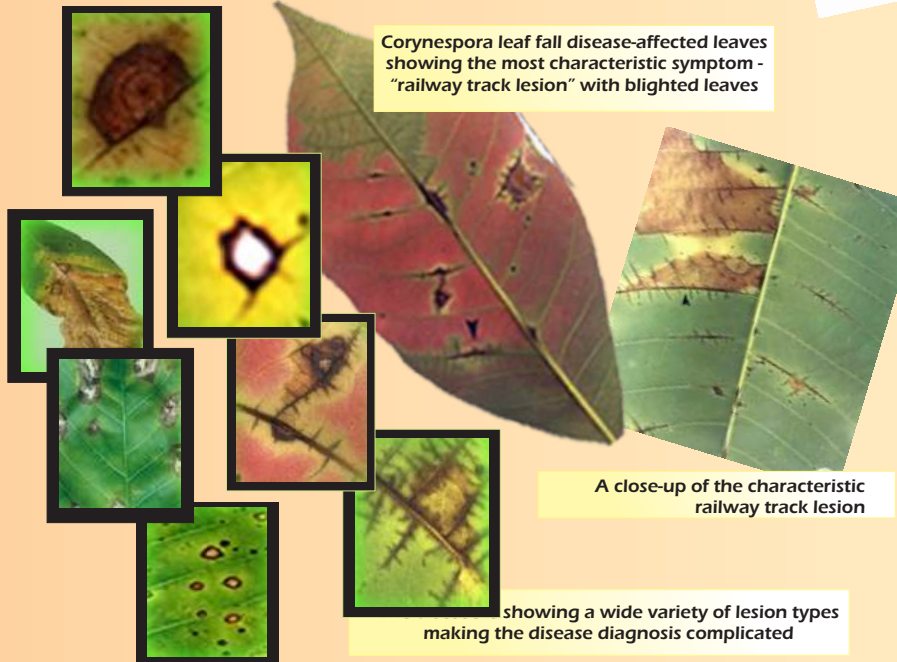 Corynespora leaf fall disease-affected leaves
showing the most characteristic symptom -
“railway track lesion” with blighted leaves
A close-up of the characteristic
railway track lesion
showing a wide variety of lesion types
making the disease diagnosis complicated